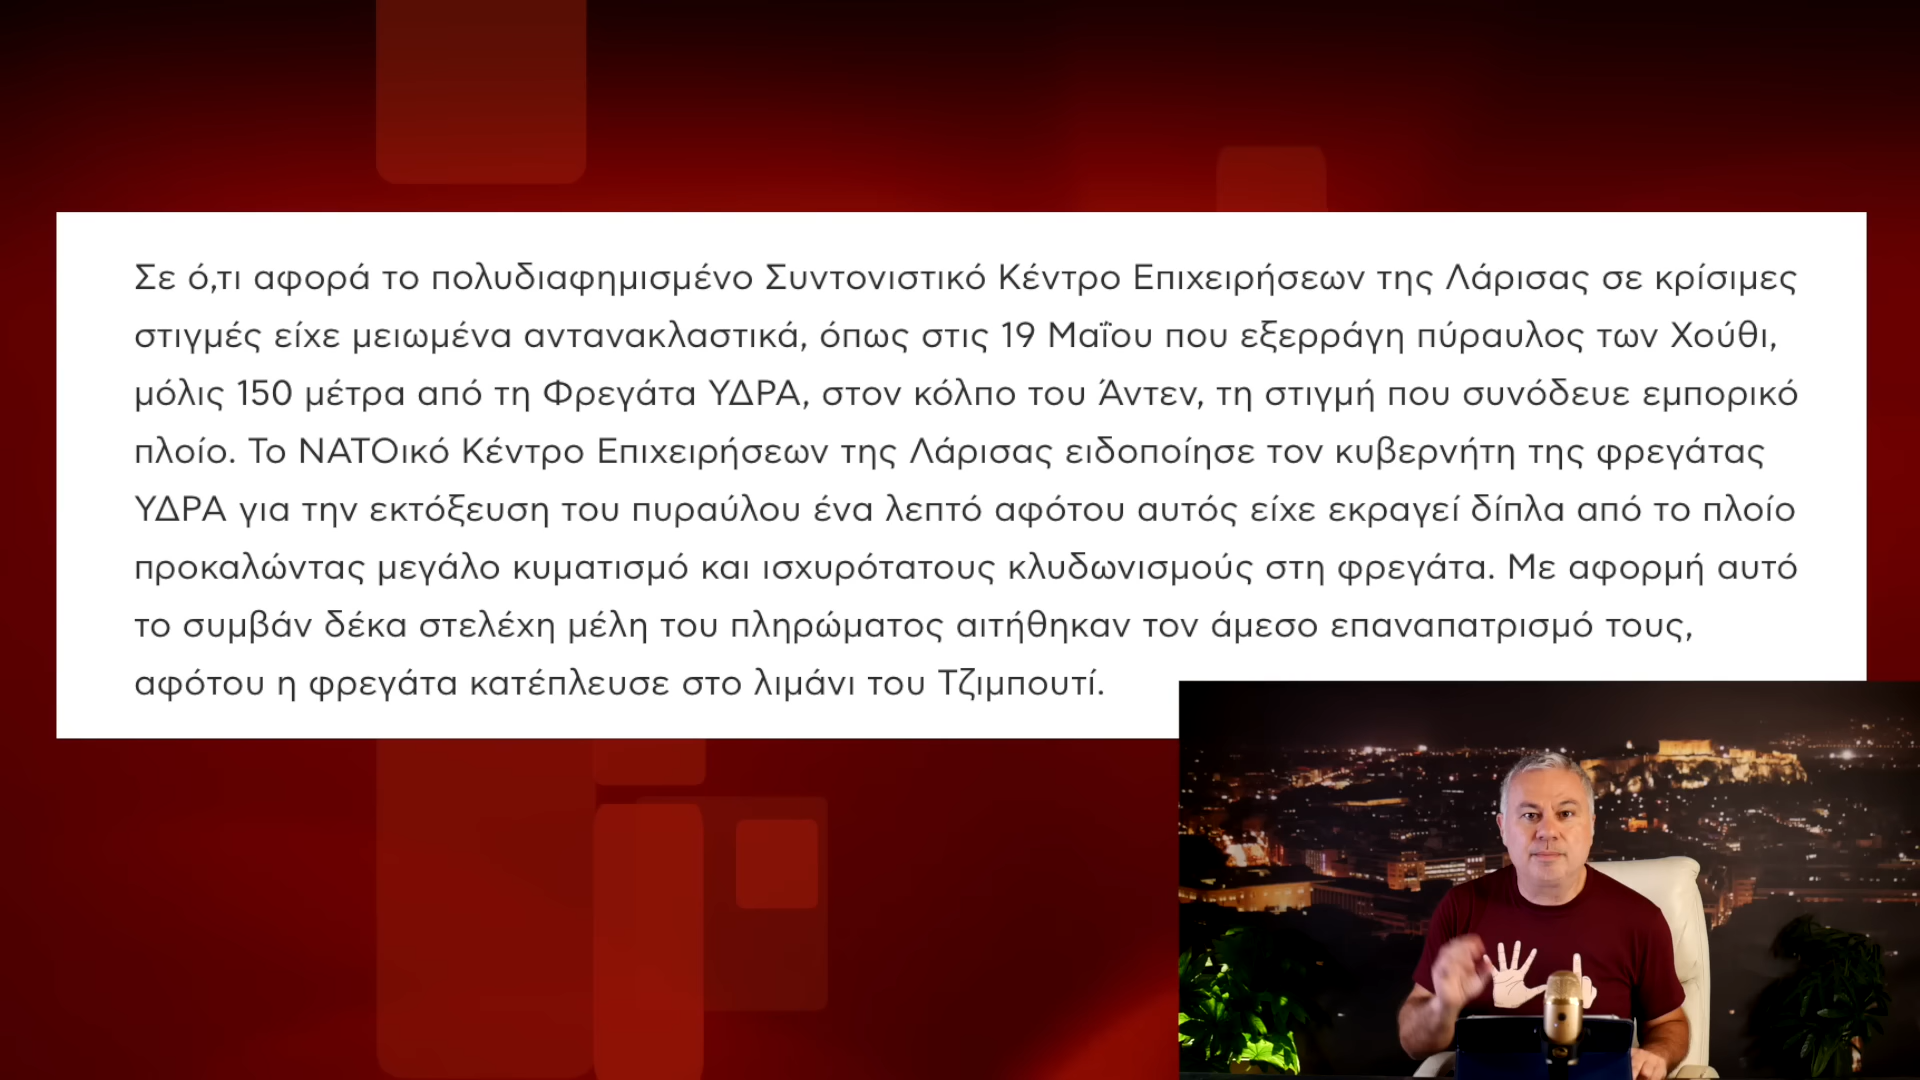 Σε ό,τι αφορά το πολυδιαφημισμένο Συντονιστικό Κέντρο Επιχειρήσεων της Λάρισας σε κρίσιμες
στιγμές είχε μειωμένα αντανακλαστικά, όπως στις 19 Μαΐου που εξερράγη πύραυλος των Χούθι,
μόλις 150 μέτρα από τη Φρεγάτα ΥΔΡΑ, στον κόλπο του Άντεν, τη στιγμή που συνόδευε εμπορικό
πλοίο. Το ΝΑΤΟικό Κέντρο Επιχειρήσεων της Λάρισας ειδοποίησε τον κυβερνήτη της φρεγάτας
ΥΔΡΑ για την εκτόξευση του πυραύλου ένα λεπτό αφότου αυτός είχε εκραγεί δίπλα από το πλοίο
προκαλώντας μεγάλο κυματισμό και ισχυρότατους κλυδωνισμούς στη φρεγάτα. Με αφορμή αυτό
το συμβάν δέκα στελέχη μέλη του πληρώματος αιτήθηκαν τον άμεσο επαναπατρισμό τους,
αφότου η φρεγάτα κατέπλευσε στο λιμάνι του Τζιμπουτί.